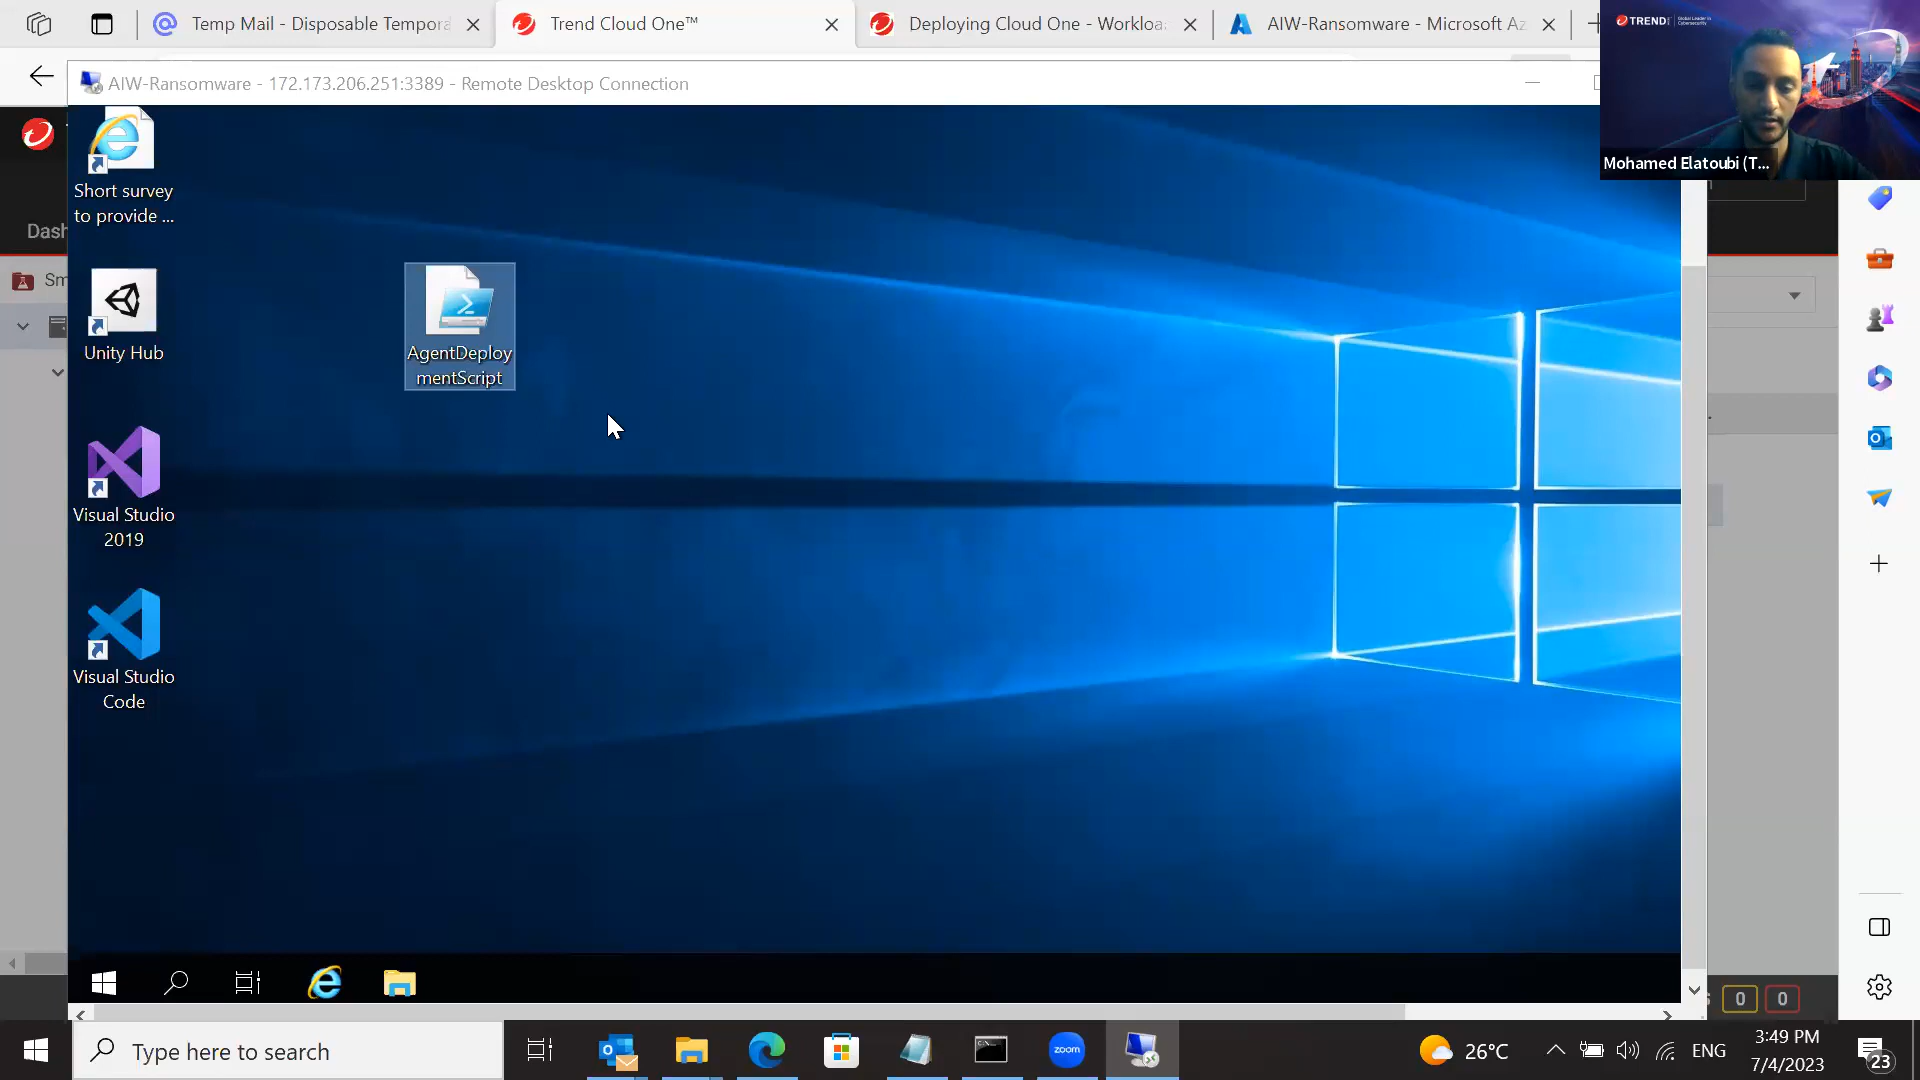 Temp Mail - Disposable Tempora
Trend Cloud One™
Deploying Cloud One - Workloa
AIW-Ransomware - Microsoft Az
AIW-Ransomware - 172.173.206.251:3389 - Remote Desktop Connection
TREND
Mohamed Elatoubi (T...
Dash
Sm
Short survey
to provide ...
Unity Hub
AgentDeploy
mentScript
Visual Studio
2019
Visual Studio
Code
0
0
Type here to search
zoom
26°C
ENG
3:49 PM
7/4/2023
23